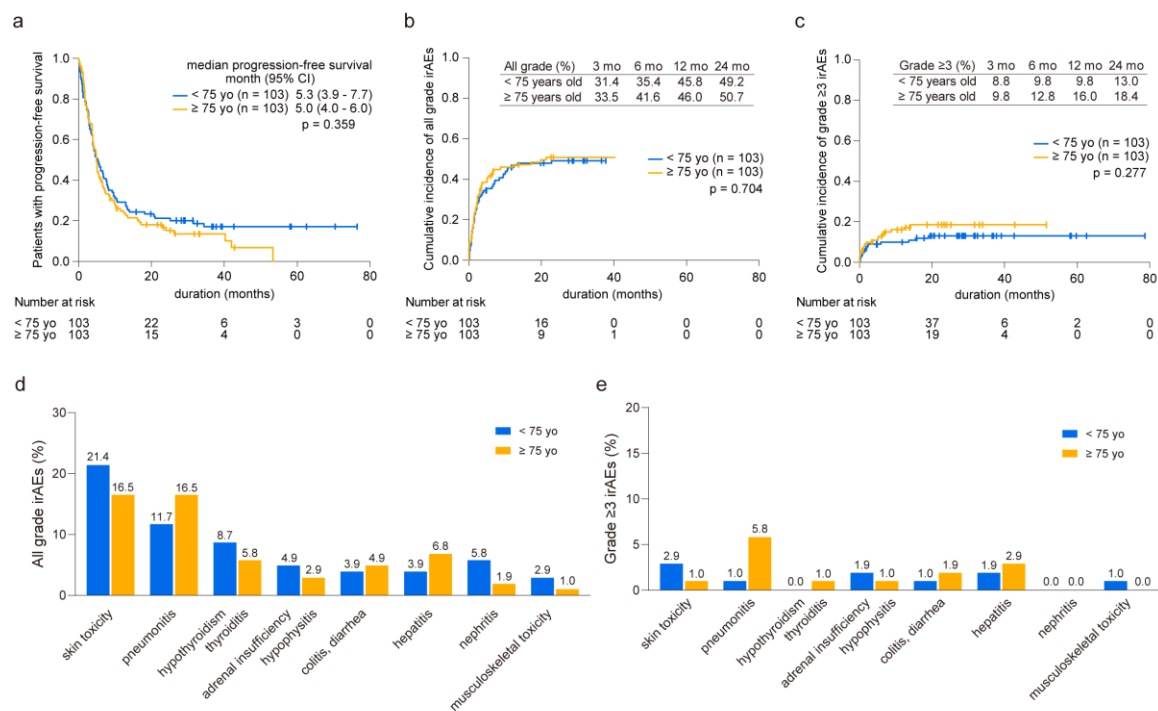 a
Patients with progression-free survival
1.0
0.8
0.6
0.4
0.2
0.0
median progression-free survival
month (95% CI)
< 75 yo (n = 103) 5.3 (3.9 - 7.7)
≥ 75 yo (n = 103) 5.0 (4.0 - 6.0)
p = 0.359
0 20 40 60 80
duration (months)
Number at risk
< 75 yo 103 22 6 3 0
≥ 75 yo 103 15 4 0 0
b
Cumulative incidence of all grade irAEs
1.0
0.8
0.6
0.4
0.2
0.0
All grade (%) 3 mo 6 mo 12 mo 24 mo
< 75 years old 31.4 35.4 45.8 49.2
≥ 75 years old 33.5 41.6 46.0 50.7
< 75 yo (n = 103)
≥ 75 yo (n = 103)
p = 0.704
0 20 40 60 80
duration (months)
Number at risk
< 75 yo 103 16 0 0 0
≥ 75 yo 103 9 1 0 0
c
Cumulative incidence of grade ≥3 irAEs
1.0
0.8
0.6
0.4
0.2
0.0
Grade ≥3 (%) 3 mo 6 mo 12 mo 24 mo
< 75 years old 8.8 9.8 9.8 13.0
≥ 75 years old 9.8 12.8 16.0 18.4
< 75 yo (n = 103)
≥ 75 yo (n = 103)
p = 0.277
0 20 40 60 80
duration (months)
Number at risk
< 75 yo 103 37 6 2 0
≥ 75 yo 103 19 4 0 0
d
All grade irAEs (%)
30
20
10
0
< 75 yo
≥ 75 yo
21.4 16.5 11.7 16.5 8.7 5.8 4.9 2.9 3.9 4.9 3.9 6.8 5.8 1.9 2.9 1.0
skin toxicity
pneumonitis
hypothyroidism
thyroiditis
adrenal insufficiency
hypophysitis
colitis, diarrhea
hepatitis
nephritis
musculoskeletal toxicity
e
Grade ≥3 irAEs (%)
20
15
10
5
0
< 75 yo
≥ 75 yo
2.9 1.0 1.0 5.8 0.0 1.0 1.9 1.0 1.0 1.9 1.9 2.9 0.0 0.0 1.0 0.0
skin toxicity
pneumonitis
hypothyroidism
thyroiditis
adrenal insufficiency
hypophysitis
colitis, diarrhea
hepatitis
nephritis
musculoskeletal toxicity